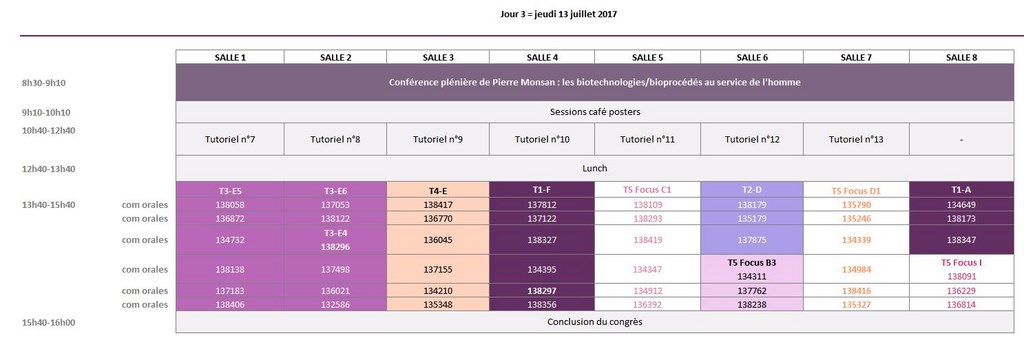 Jour 3 = jeudi 13 juillet 2017
SALLE 1 SALLE 2 SALLE 3 SALLE 4 SALLE 5 SALLE 6 SALLE 7 SALLE 8
8h30-9h10 Conférence plénière de Pierre Monsan : les biotechnologies/bioprocédés au service de l'homme
9h10-10h10 Sessions café posters
10h40-12h40 Tutoriel n°7 Tutoriel n°8 Tutoriel n°9 Tutoriel n°10 Tutoriel n°11 Tutoriel n°12 Tutoriel n°13 -
12h40-13h40 Lunch
T3-E5 T3-E6 T4-E T1-F T5 Focus C1 T2-D T5 Focus D1 T1-A
13h40-15h40 com orales 138058 137053 138417 137812 138109 138179 135790 134649
com orales 136872 138122 136770 137122 138293 135179 135246 138173
T3-E4
com orales 134732 138296 136045 138327 138419 137875 134339 138347
T5 Focus B3 T5 Focus I
com orales 138138 137498 137155 134395 134347 134311 134984 138091
com orales 137183 136021 134210 138297 134912 137762 138416 136229
com orales 138406 132586 135348 138356 136392 138238 135327 136814
15h40-16h00 Conclusion du congrès